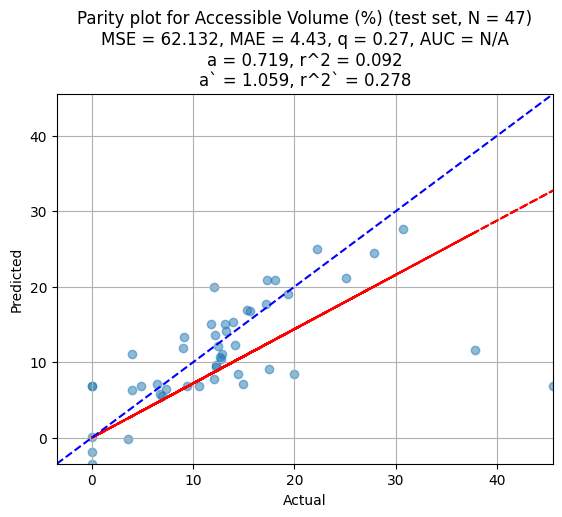 Parity plot for Accessible Volume (%) (test set, N = 47)
MSE = 62.132, MAE = 4.43, q = 0.27, AUC = N/A
a = 0.719, r^2 = 0.092
a` = 1.059, r^2` = 0.278
40
30
20
10
0
Predicted
0
10
20
30
40
Actual